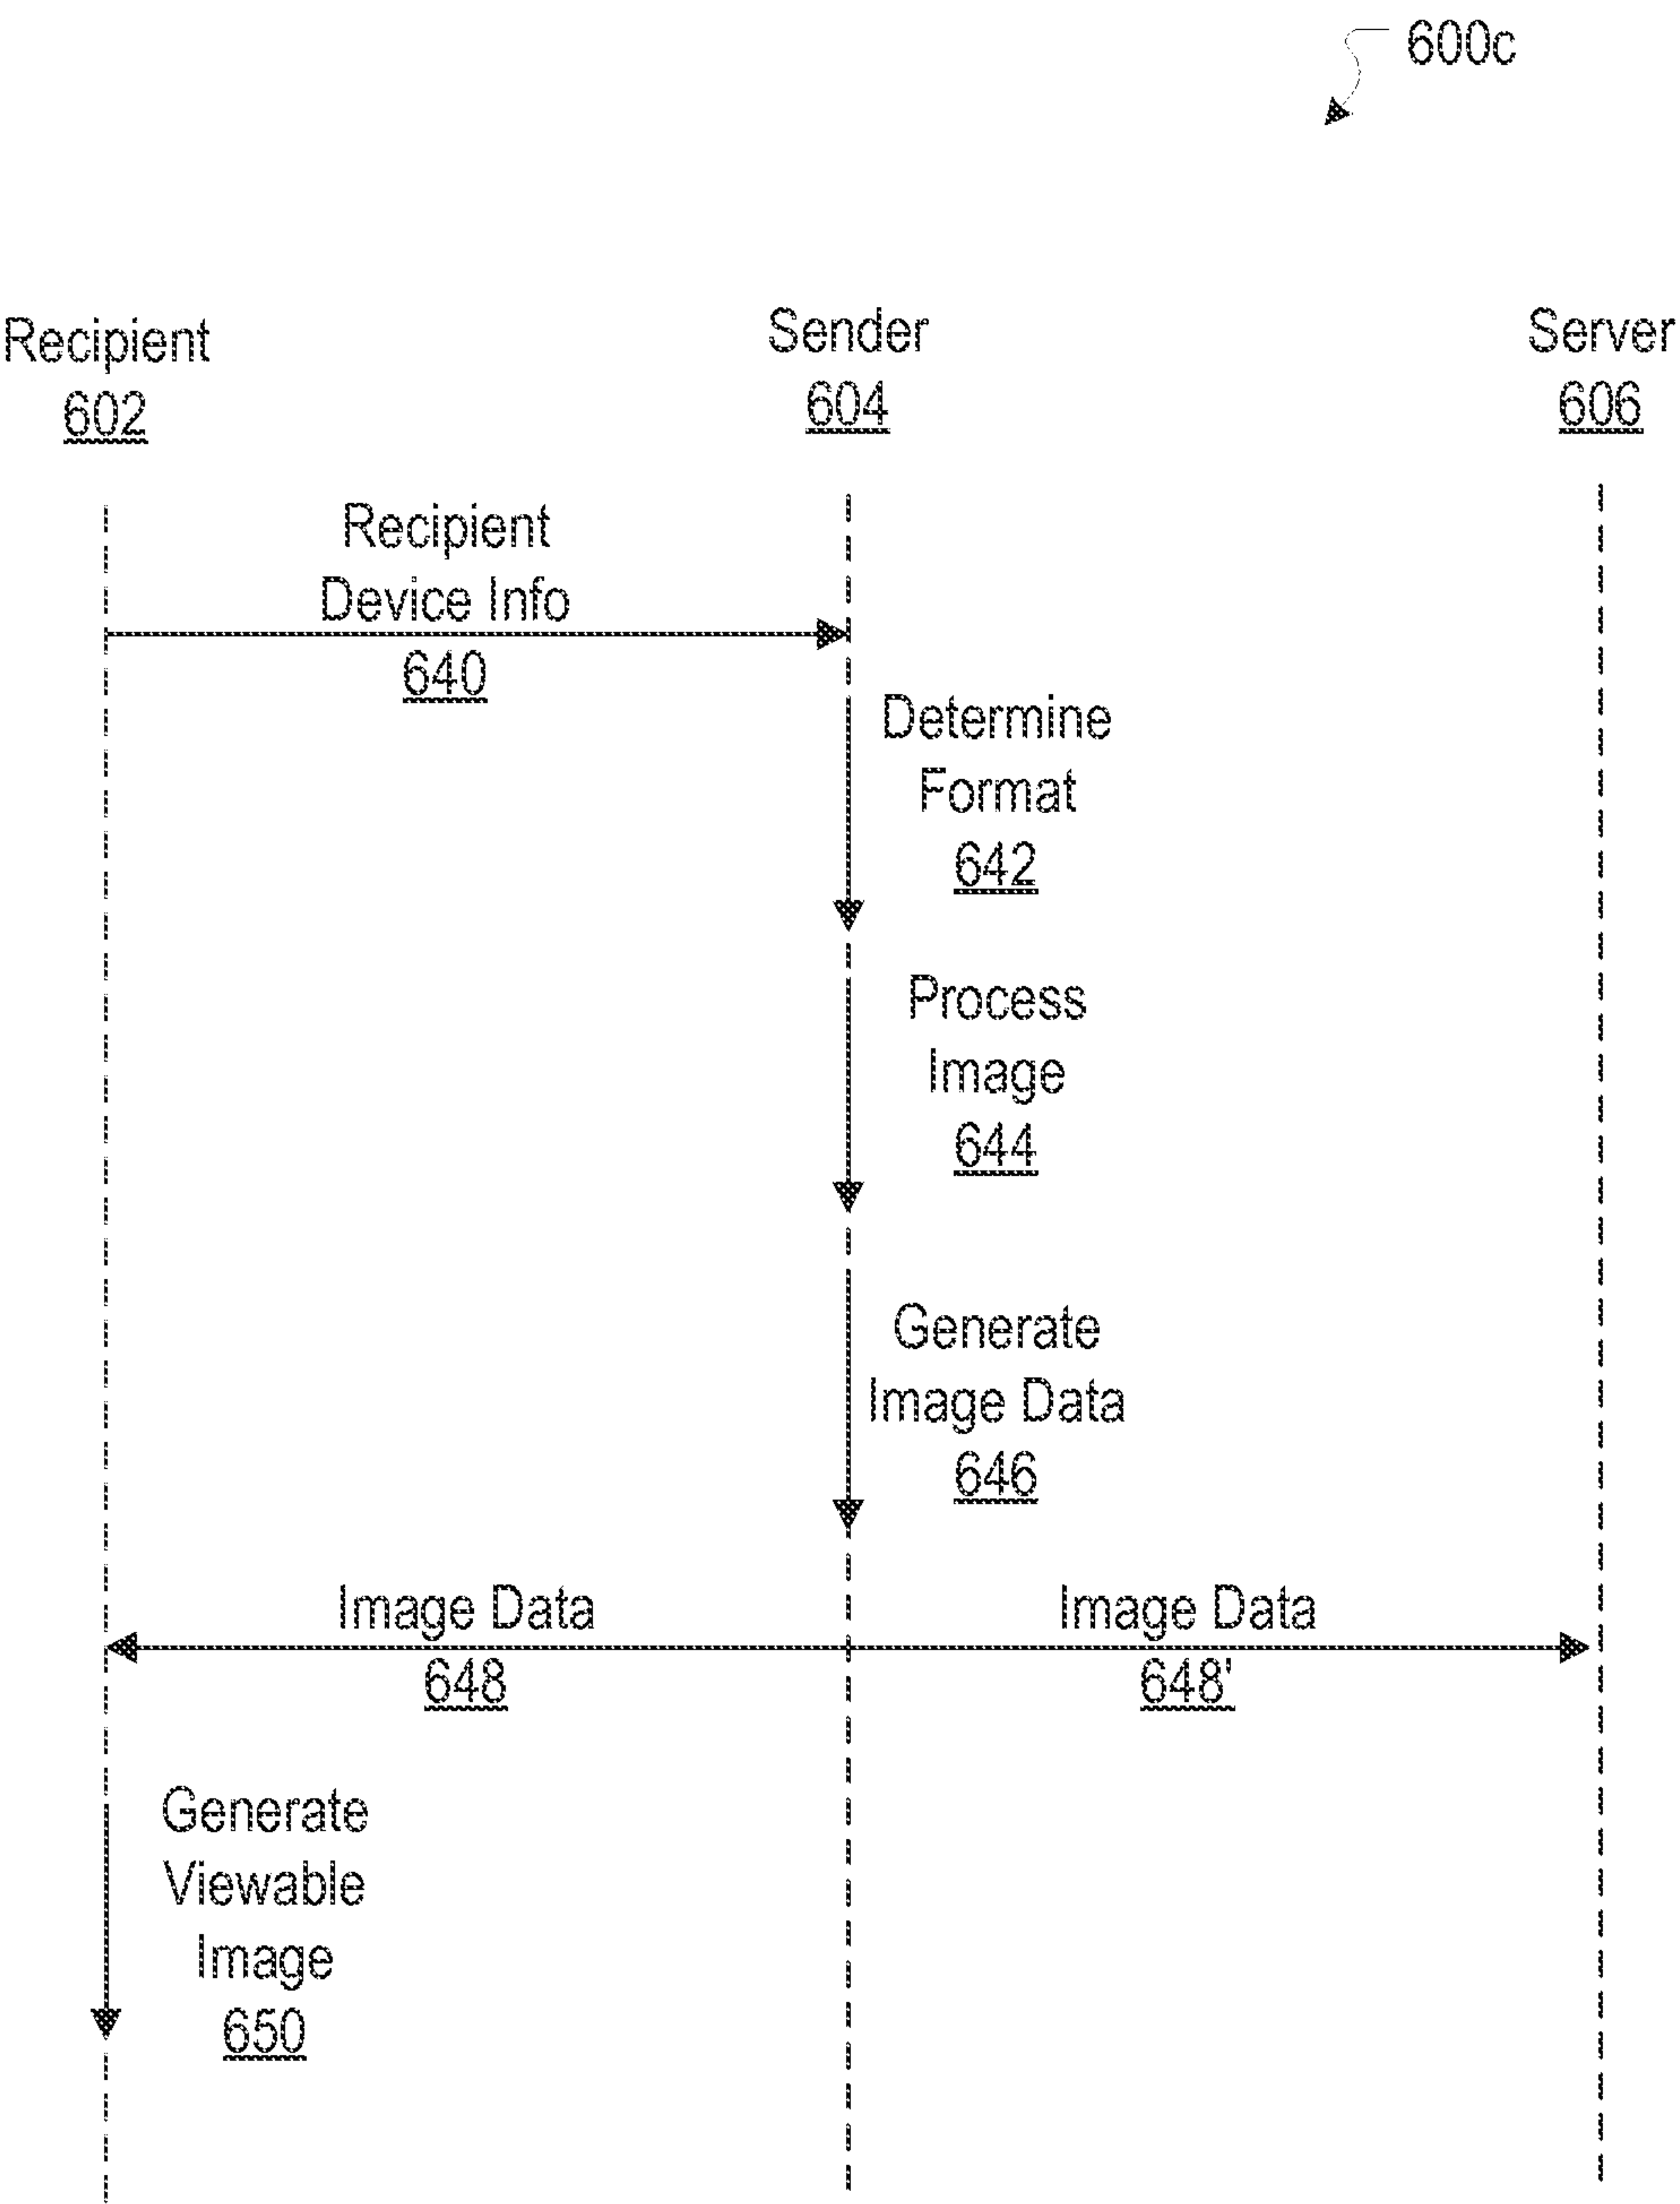 600c
Recipient
602
Sender
604
Server
606
Recipient
Device Info
640
Determine
Format
642
Process
Image
644
Generate
Image Data
646
Image Data
648
Image Data
648'
Generate
Viewable
Image
650